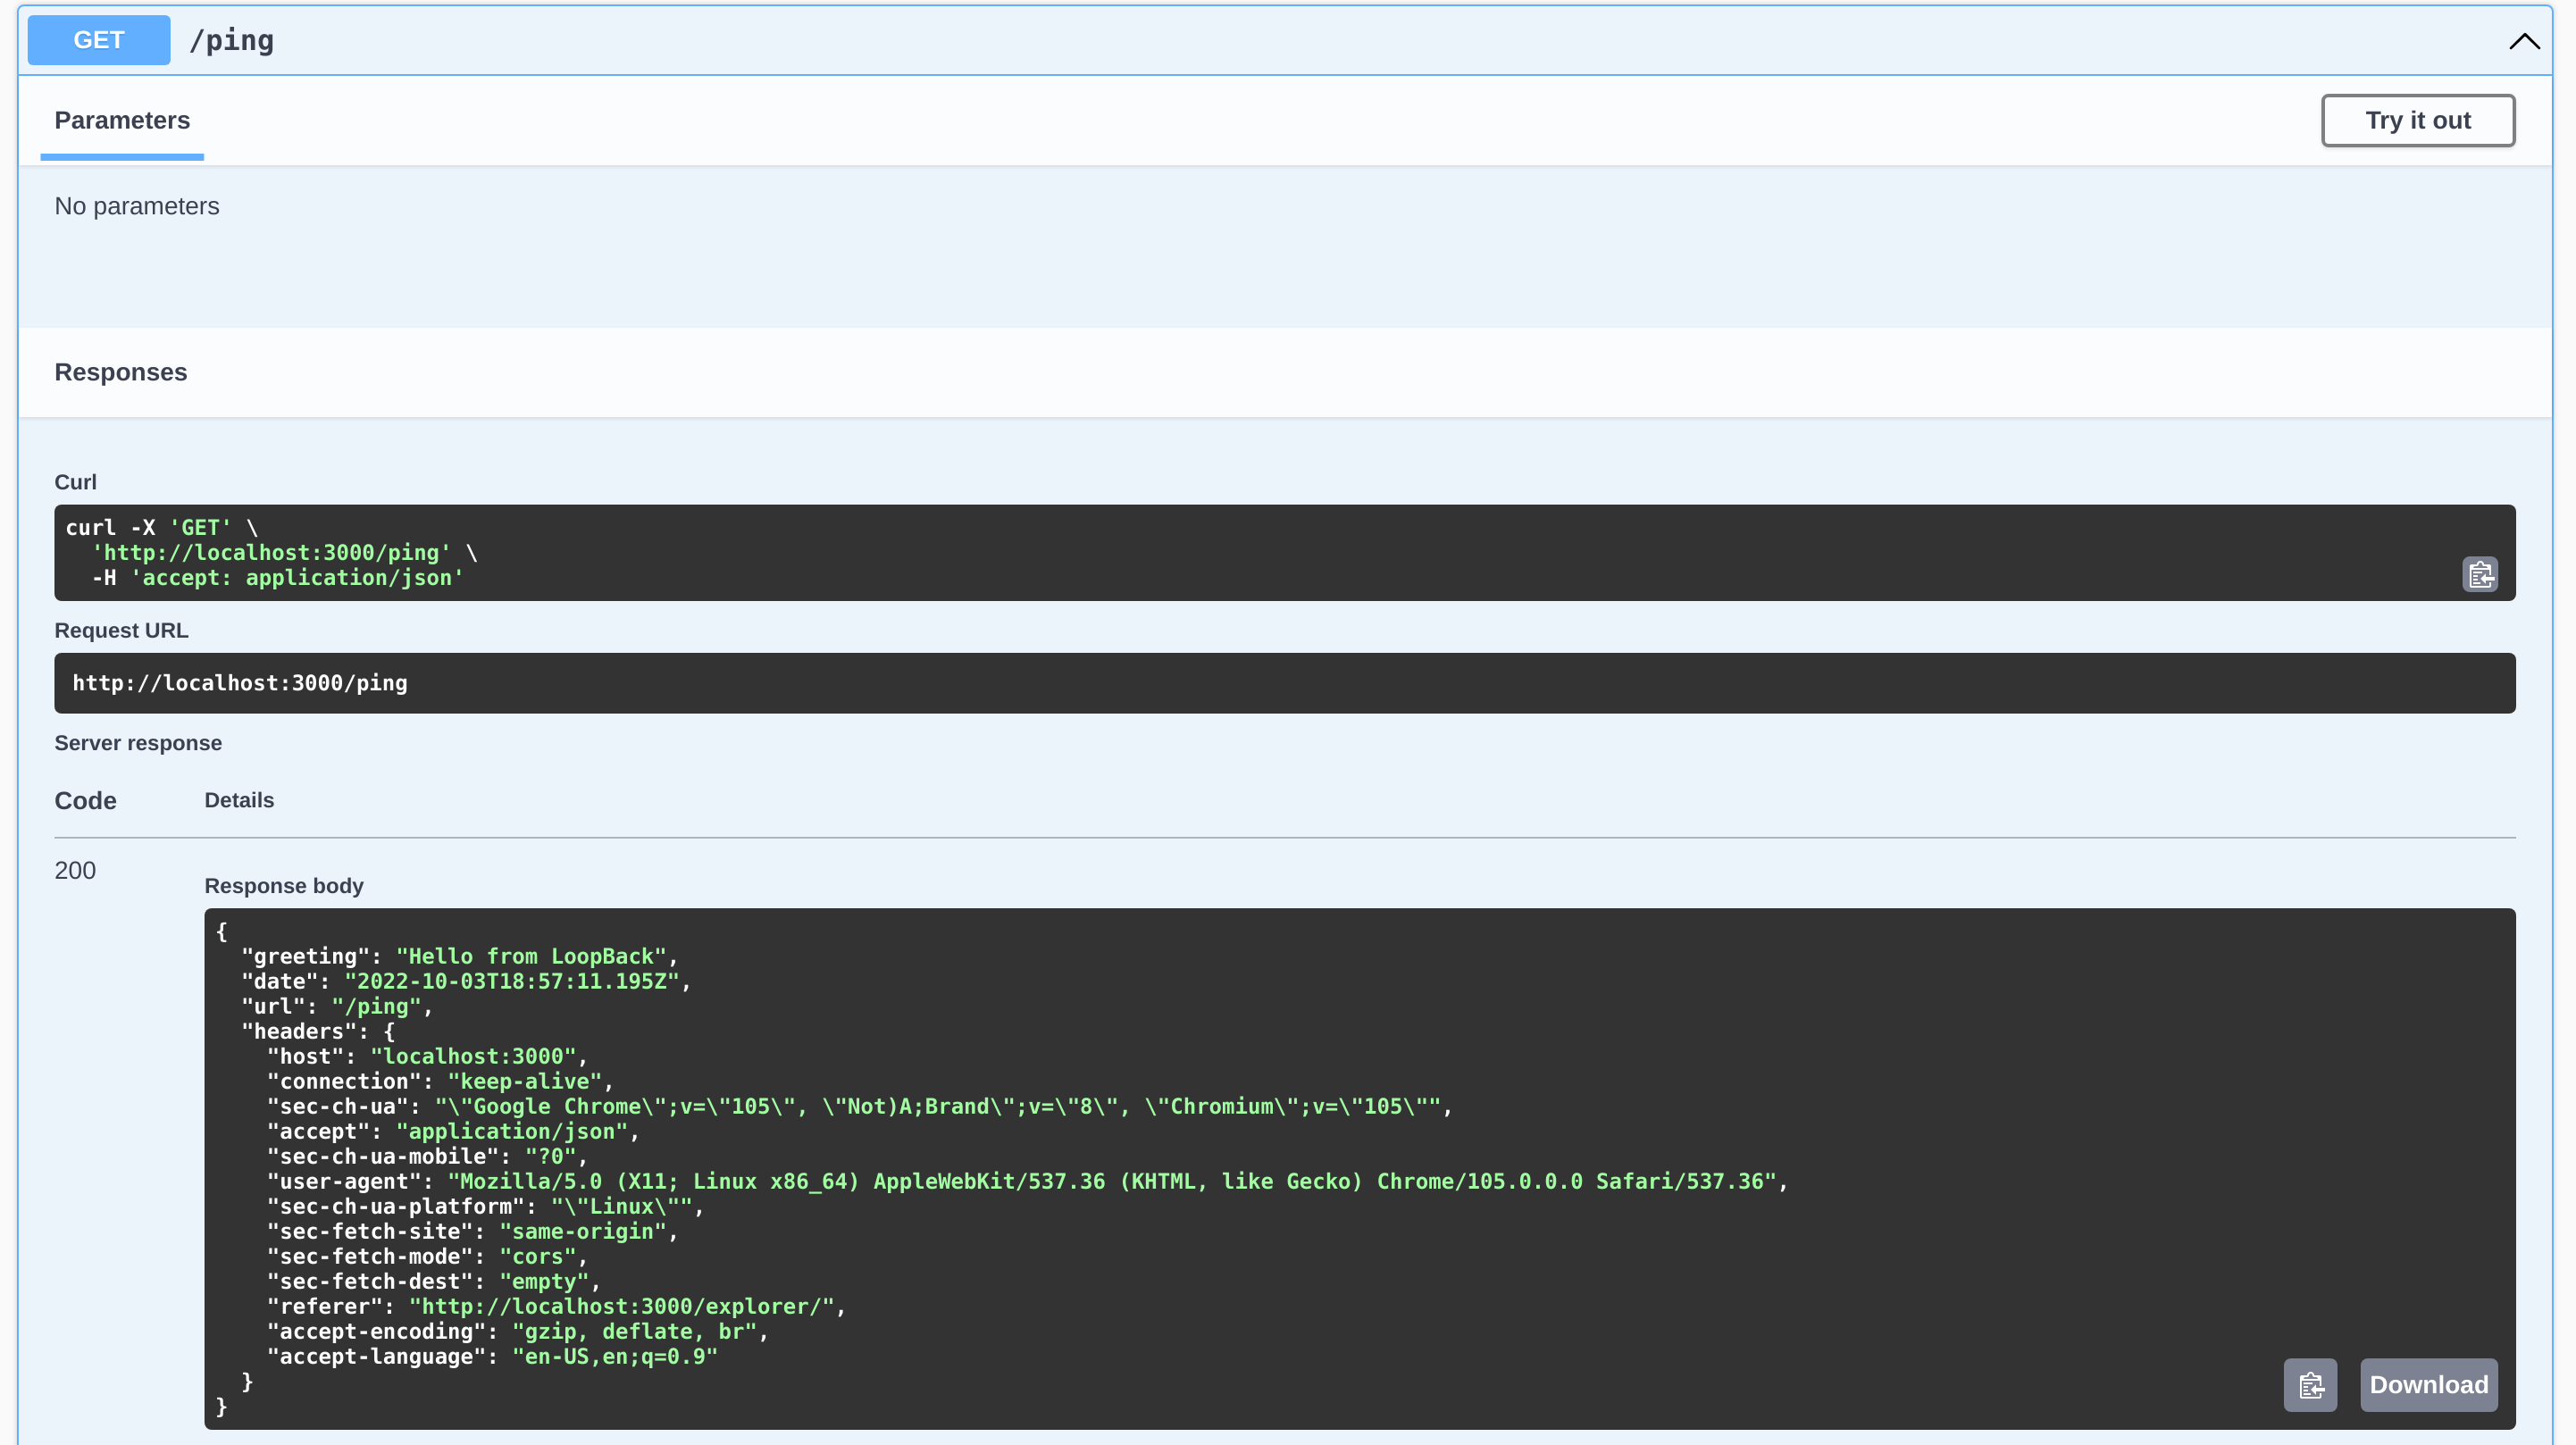 GET /ping
Parameters
Try it out
No parameters
Responses
Curl
curl -X 'GET' \
  'http://localhost:3000/ping' \
  -H 'accept: application/json'
Request URL
http://localhost:3000/ping
Server response
Code Details
200
Response body
{
  "greeting": "Hello from LoopBack",
  "date": "2022-10-03T18:57:11.195Z",
  "url": "/ping",
  "headers": {
    "host": "localhost:3000",
    "connection": "keep-alive",
    "sec-ch-ua": "\"Google Chrome\";v=\"105\", \"Not)A;Brand\";v=\"8\", \"Chromium\";v=\"105\"",
    "accept": "application/json",
    "sec-ch-ua-mobile": "?0",
    "user-agent": "Mozilla/5.0 (X11; Linux x86_64) AppleWebKit/537.36 (KHTML, like Gecko) Chrome/105.0.0.0 Safari/537.36",
    "sec-ch-ua-platform": "\"Linux\"",
    "sec-fetch-site": "same-origin",
    "sec-fetch-mode": "cors",
    "sec-fetch-dest": "empty",
    "referer": "http://localhost:3000/explorer/",
    "accept-encoding": "gzip, deflate, br",
    "accept-language": "en-US,en;q=0.9"
  }
}
Download